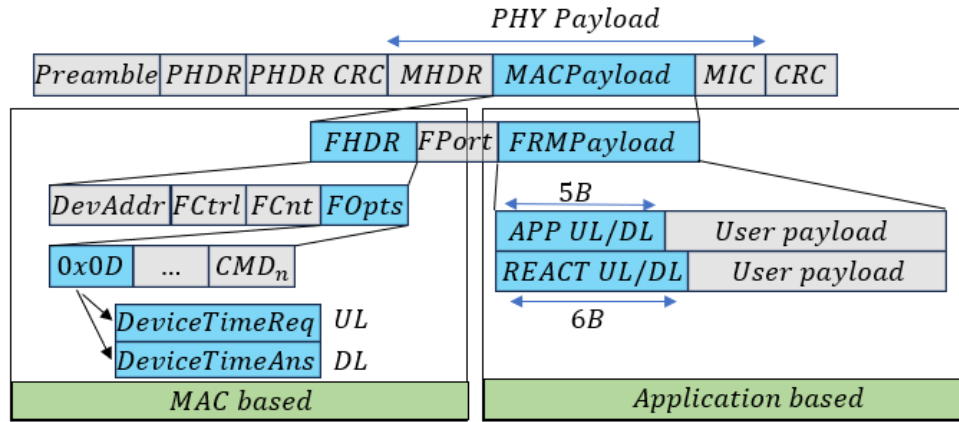 PHY Payload
Preamble PHDR PHDR CRC MHDR MACPayload MIC CRC
FHDR FPort FRMPayload
DevAddr FCtrl FCnt FOpts
0x0D ... CMDn
DeviceTimeReq UL
DeviceTimeAns DL
MAC based
5B
APP UL/DL User payload
REACT UL/DL User payload
6B
Application based